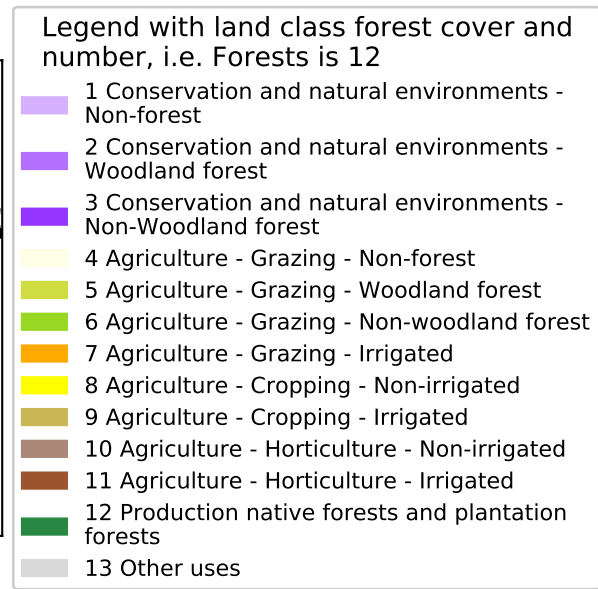 Legend with land class forest cover and
number, i.e. Forests is 12
1 Conservation and natural environments -
Non-forest
2 Conservation and natural environments -
Woodland forest
3 Conservation and natural environments -
Non-Woodland forest
4 Agriculture - Grazing - Non-forest
5 Agriculture - Grazing - Woodland forest
6 Agriculture - Grazing - Non-woodland forest
7 Agriculture - Grazing - Irrigated
8 Agriculture - Cropping - Non-irrigated
9 Agriculture - Cropping - Irrigated
10 Agriculture - Horticulture - Non-irrigated
11 Agriculture - Horticulture - Irrigated
12 Production native forests and plantation
forests
13 Other uses